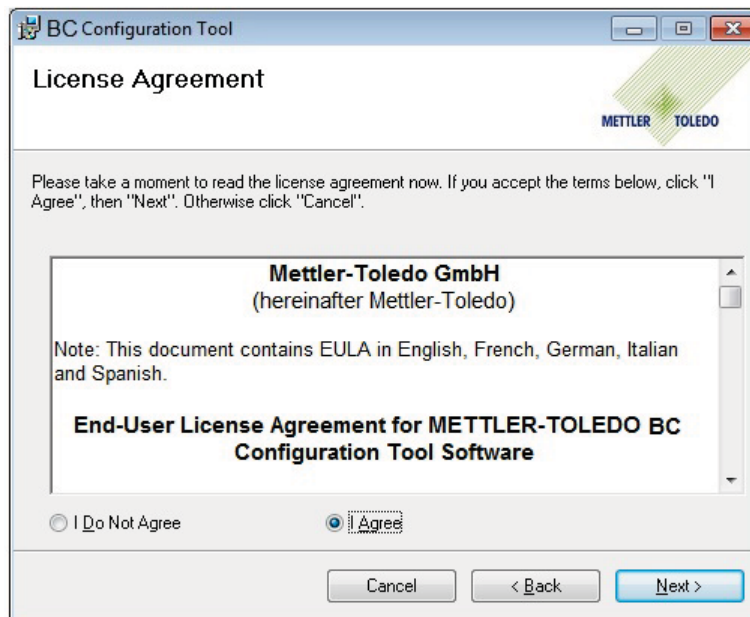 BC Configuration Tool
License Agreement
METTLER TOLEDO
Please take a moment to read the license agreement now. If you accept the terms below, click "I
Agree", then "Next". Otherwise click "Cancel".
Mettler-Toledo GmbH
(hereinafter Mettler-Toledo)
Note: This document contains EULA in English, French, German, Italian
and Spanish.
End-User License Agreement for METTLER-TOLEDO BC
Configuration Tool Software
I Do Not Agree
I Agree
Cancel
< Back
Next >